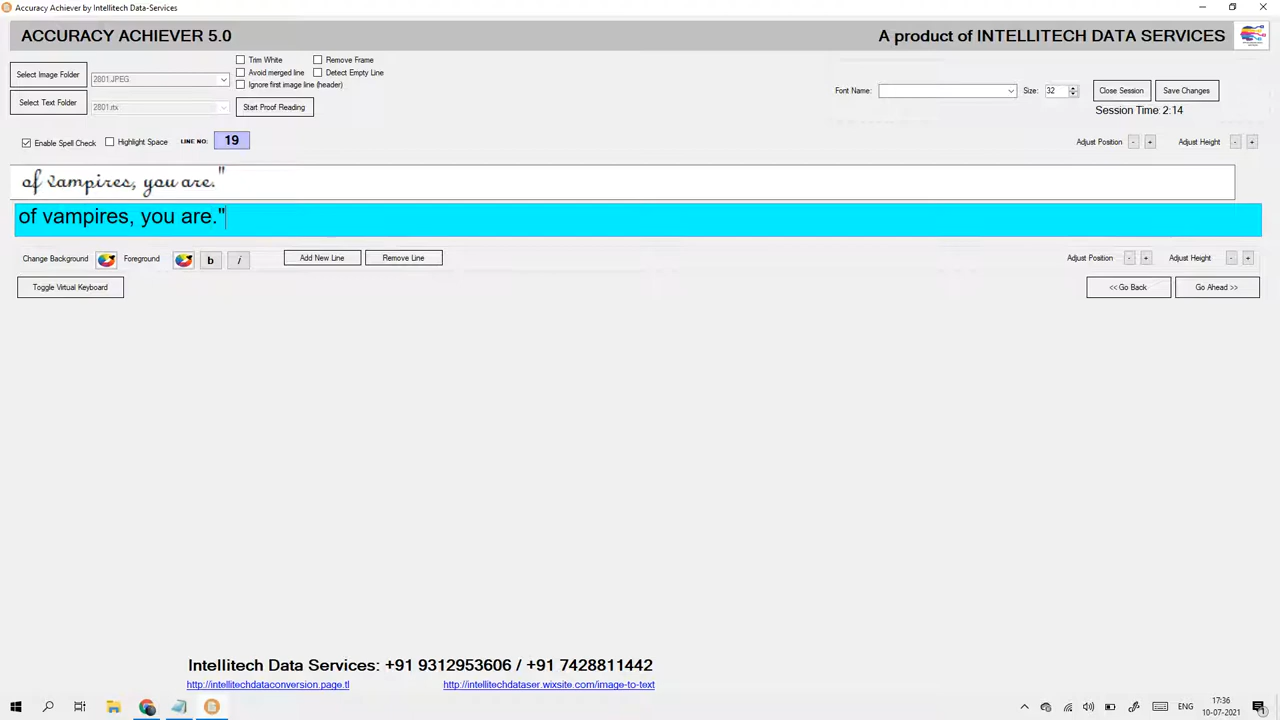 Accuracy Achiever by Intellitech Data-Services
ACCURACY ACHIEVER 5.0
A product of INTELLITECH DATA SERVICES
Select Image Folder
2801.JPEG
Trim White
Remove Frame
Avoid merged line
Detect Empty Line
Ignore first image line (header)
Font Name:
Size: 32
Close Session
Save Changes
Select Text Folder
2801.rtx
Start Proof Reading
Session Time: 2:14
Enable Spell Check
Highlight Space
LINE NO: 19
Adjust Position - +
Adjust Height - +
of vampires, you are."
of vampires, you are."
Change Background
Foreground
b
i
Add New Line
Remove Line
Adjust Position - +
Adjust Height - +
Toggle Virtual Keyboard
<< Go Back
Go Ahead >>
Intellitech Data Services: +91 9312953606 / +91 7428811442
http://intellitechdataconversion.page.tl
http://intellitechdataser.wixsite.com/image-to-text
ENG
17:36
10-07-2021